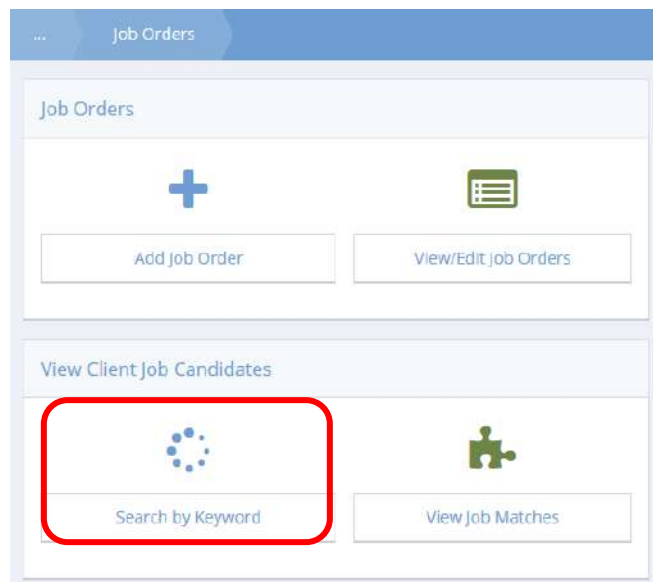 ... Job Orders
Job Orders
Add Job Order View/Edit Job Orders
View Client Job Candidates
Search by Keyword View Job Matches